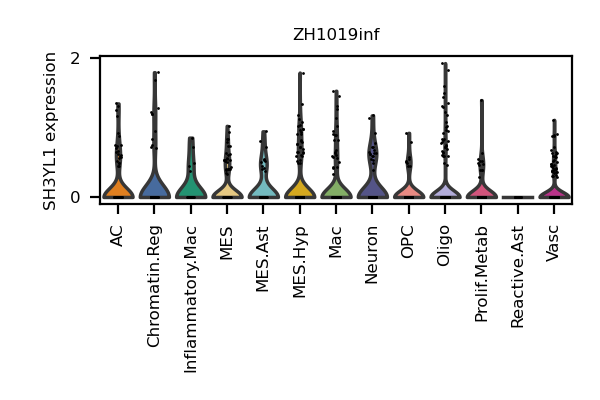 ZH1019inf
SH3YL1 expression
2
0
AC
Chromatin.Reg
Inflammatory.Mac
MES
MES.Ast
MES.Hyp
Mac
Neuron
OPC
Oligo
Prolif.Metab
Reactive.Ast
Vasc